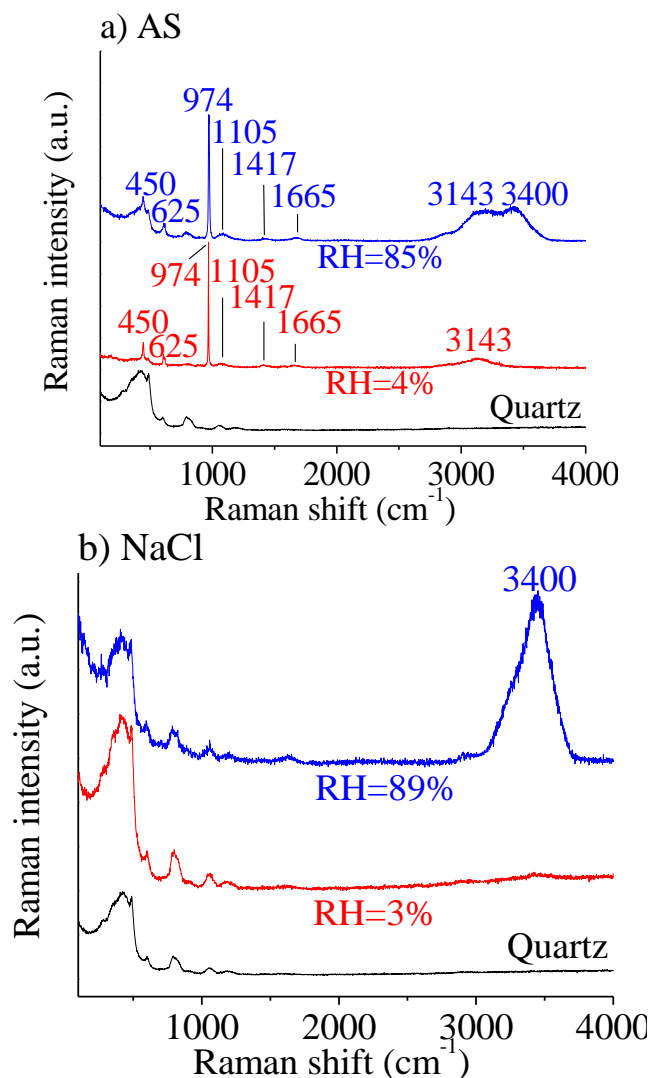 a) AS
Raman intensity (a.u.)
974
1105
1417
1665
450
625
3143 3400
RH=85%
974 1105
1417
1665
450
625
3143
RH=4%
Quartz
1000 2000 3000 4000
Raman shift (cm-1)
b) NaCl
Raman intensity (a.u.)
3400
RH=89%
RH=3%
Quartz
1000 2000 3000 4000
Raman shift (cm-1)